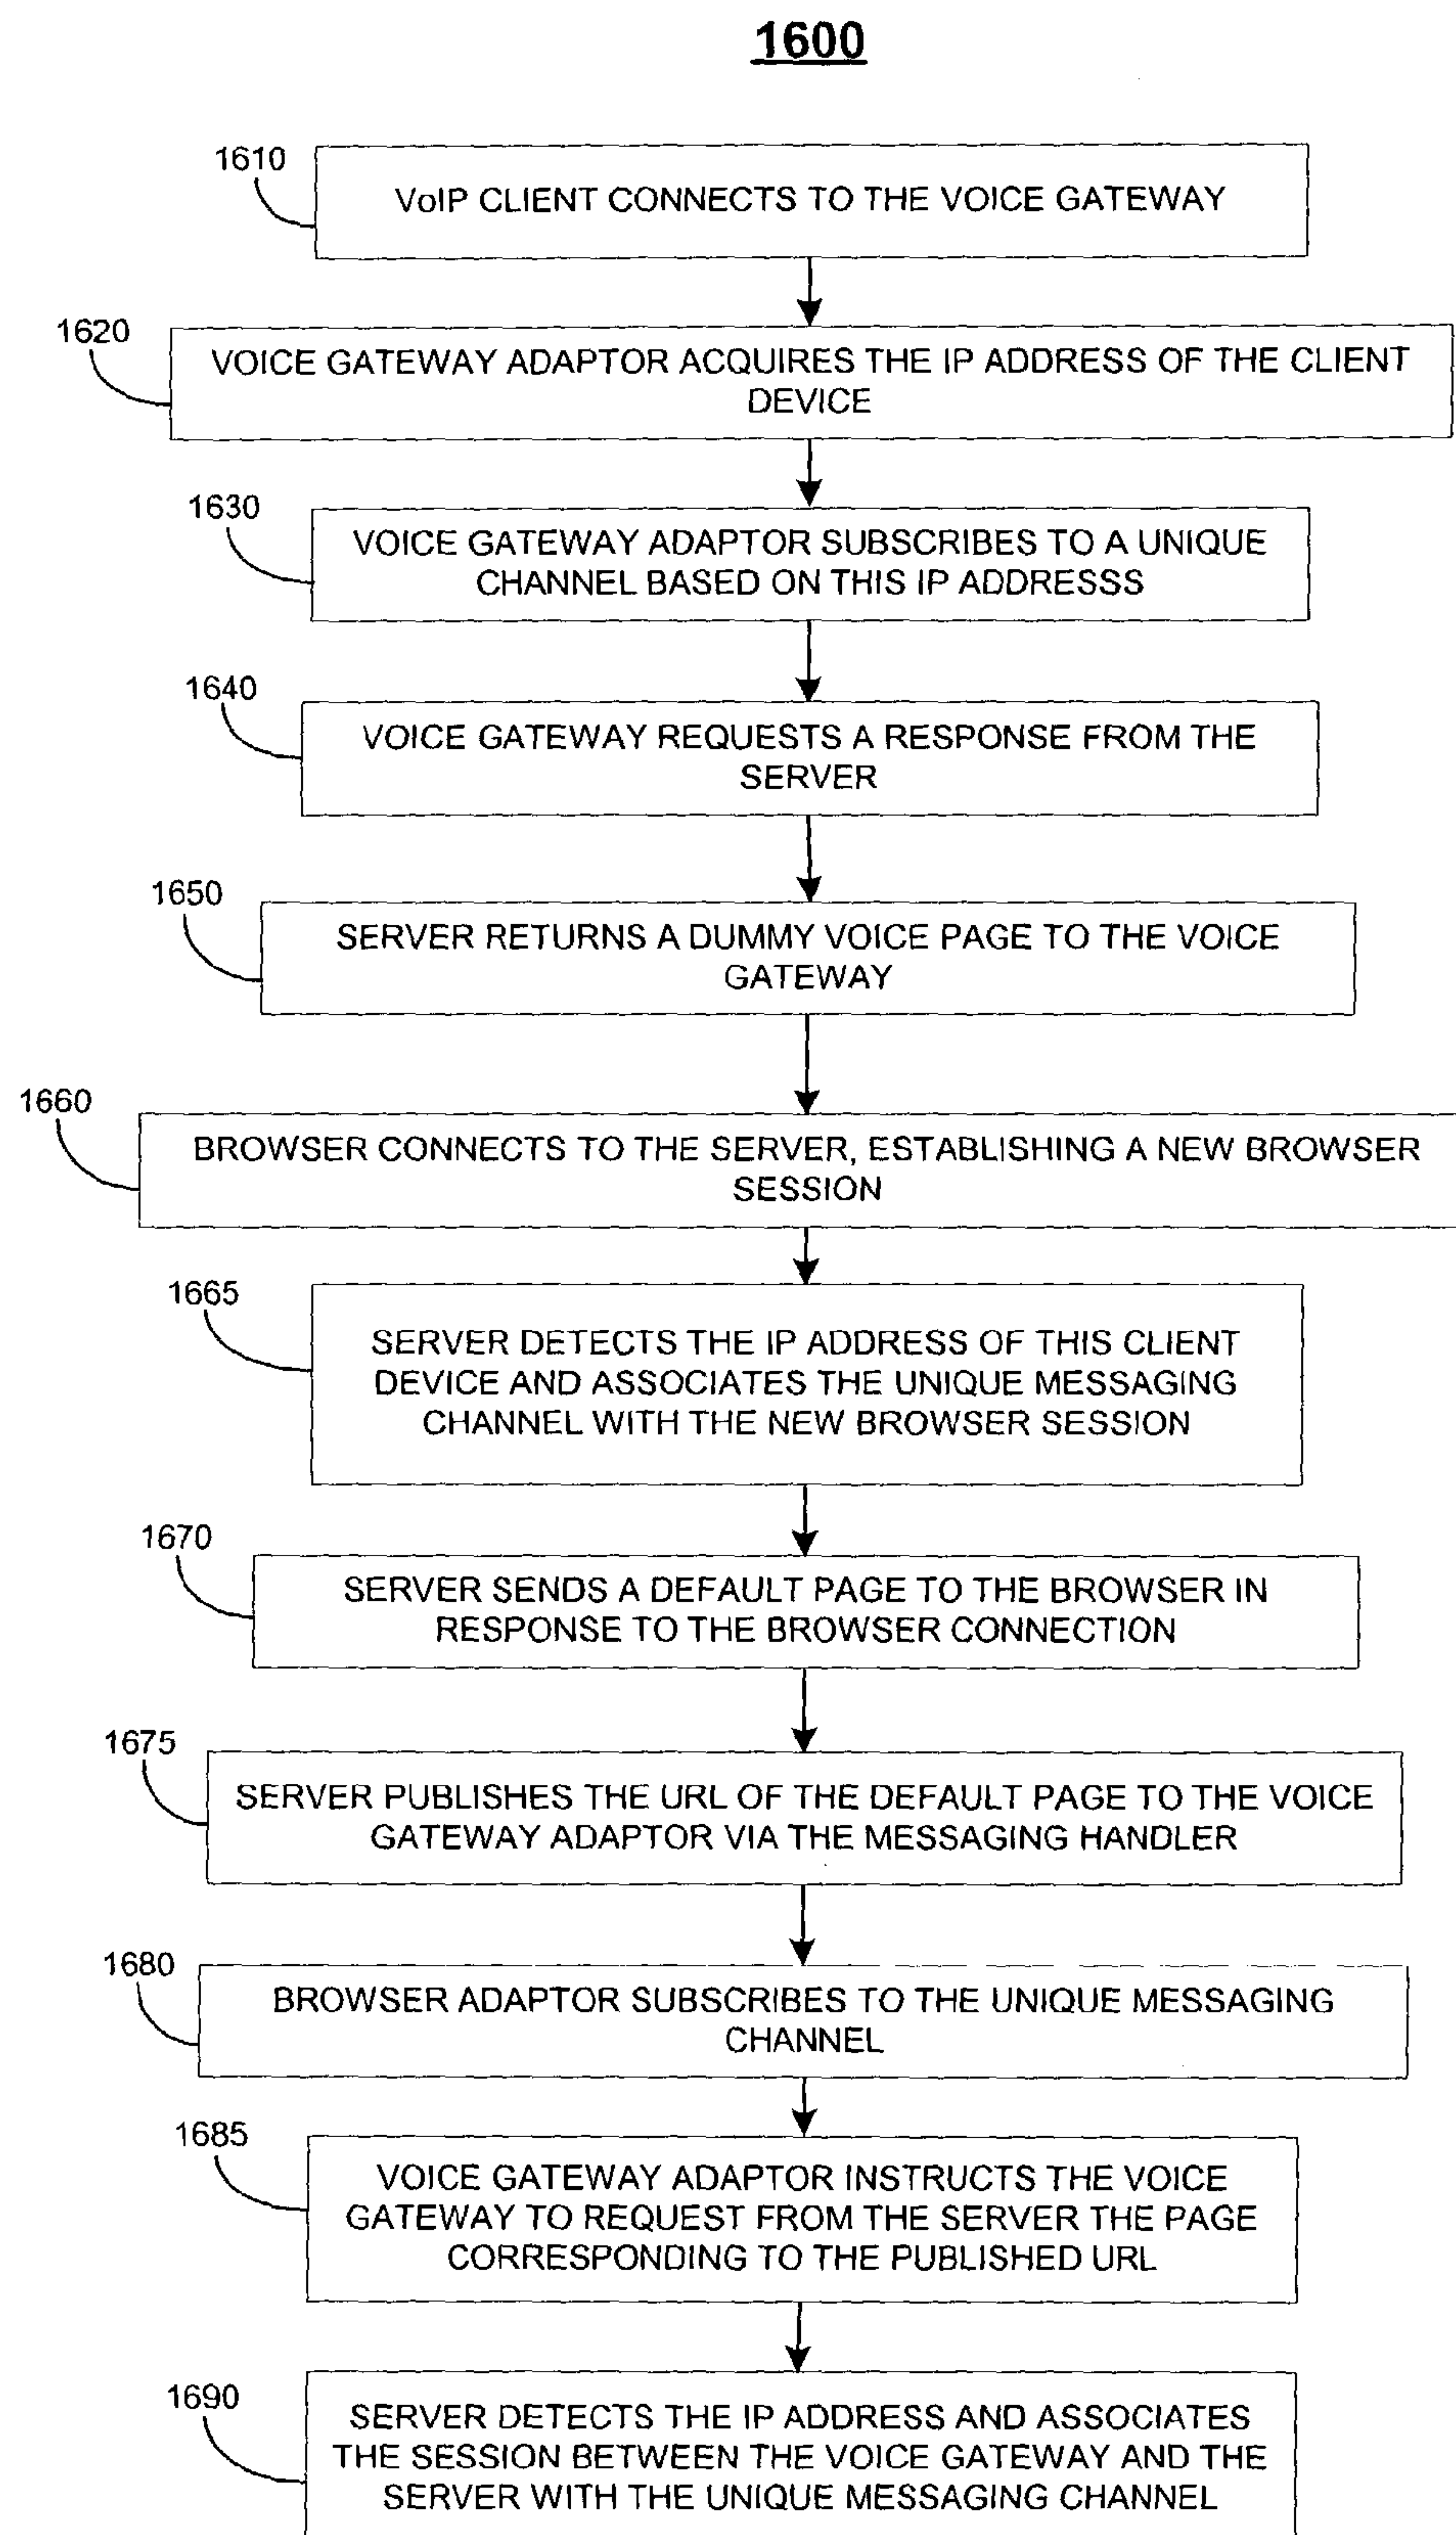 1600
1610
VoIP CLIENT CONNECTS TO THE VOICE GATEWAY
1620
VOICE GATEWAY ADAPTOR ACQUIRES THE IP ADDRESS OF THE CLIENT
DEVICE
1630
VOICE GATEWAY ADAPTOR SUBSCRIBES TO A UNIQUE
CHANNEL BASED ON THIS IP ADDRESSS
1640
VOICE GATEWAY REQUESTS A RESPONSE FROM THE
SERVER
1650
SERVER RETURNS A DUMMY VOICE PAGE TO THE VOICE
GATEWAY
1660
BROWSER CONNECTS TO THE SERVER, ESTABLISHING A NEW BROWSER
SESSION
1665
SERVER DETECTS THE IP ADDRESS OF THIS CLIENT
DEVICE AND ASSOCIATES THE UNIQUE MESSAGING
CHANNEL WITH THE NEW BROWSER SESSION
1670
SERVER SENDS A DEFAULT PAGE TO THE BROWSER IN
RESPONSE TO THE BROWSER CONNECTION
1675
SERVER PUBLISHES THE URL OF THE DEFAULT PAGE TO THE VOICE
GATEWAY ADAPTOR VIA THE MESSAGING HANDLER
1680
BROWSER ADAPTOR SUBSCRIBES TO THE UNIQUE MESSAGING
CHANNEL
1685
VOICE GATEWAY ADAPTOR INSTRUCTS THE VOICE
GATEWAY TO REQUEST FROM THE SERVER THE PAGE
CORRESPONDING TO THE PUBLISHED URL
1690
SERVER DETECTS THE IP ADDRESS AND ASSOCIATES
THE SESSION BETWEEN THE VOICE GATEWAY AND THE
SERVER WITH THE UNIQUE MESSAGING CHANNEL